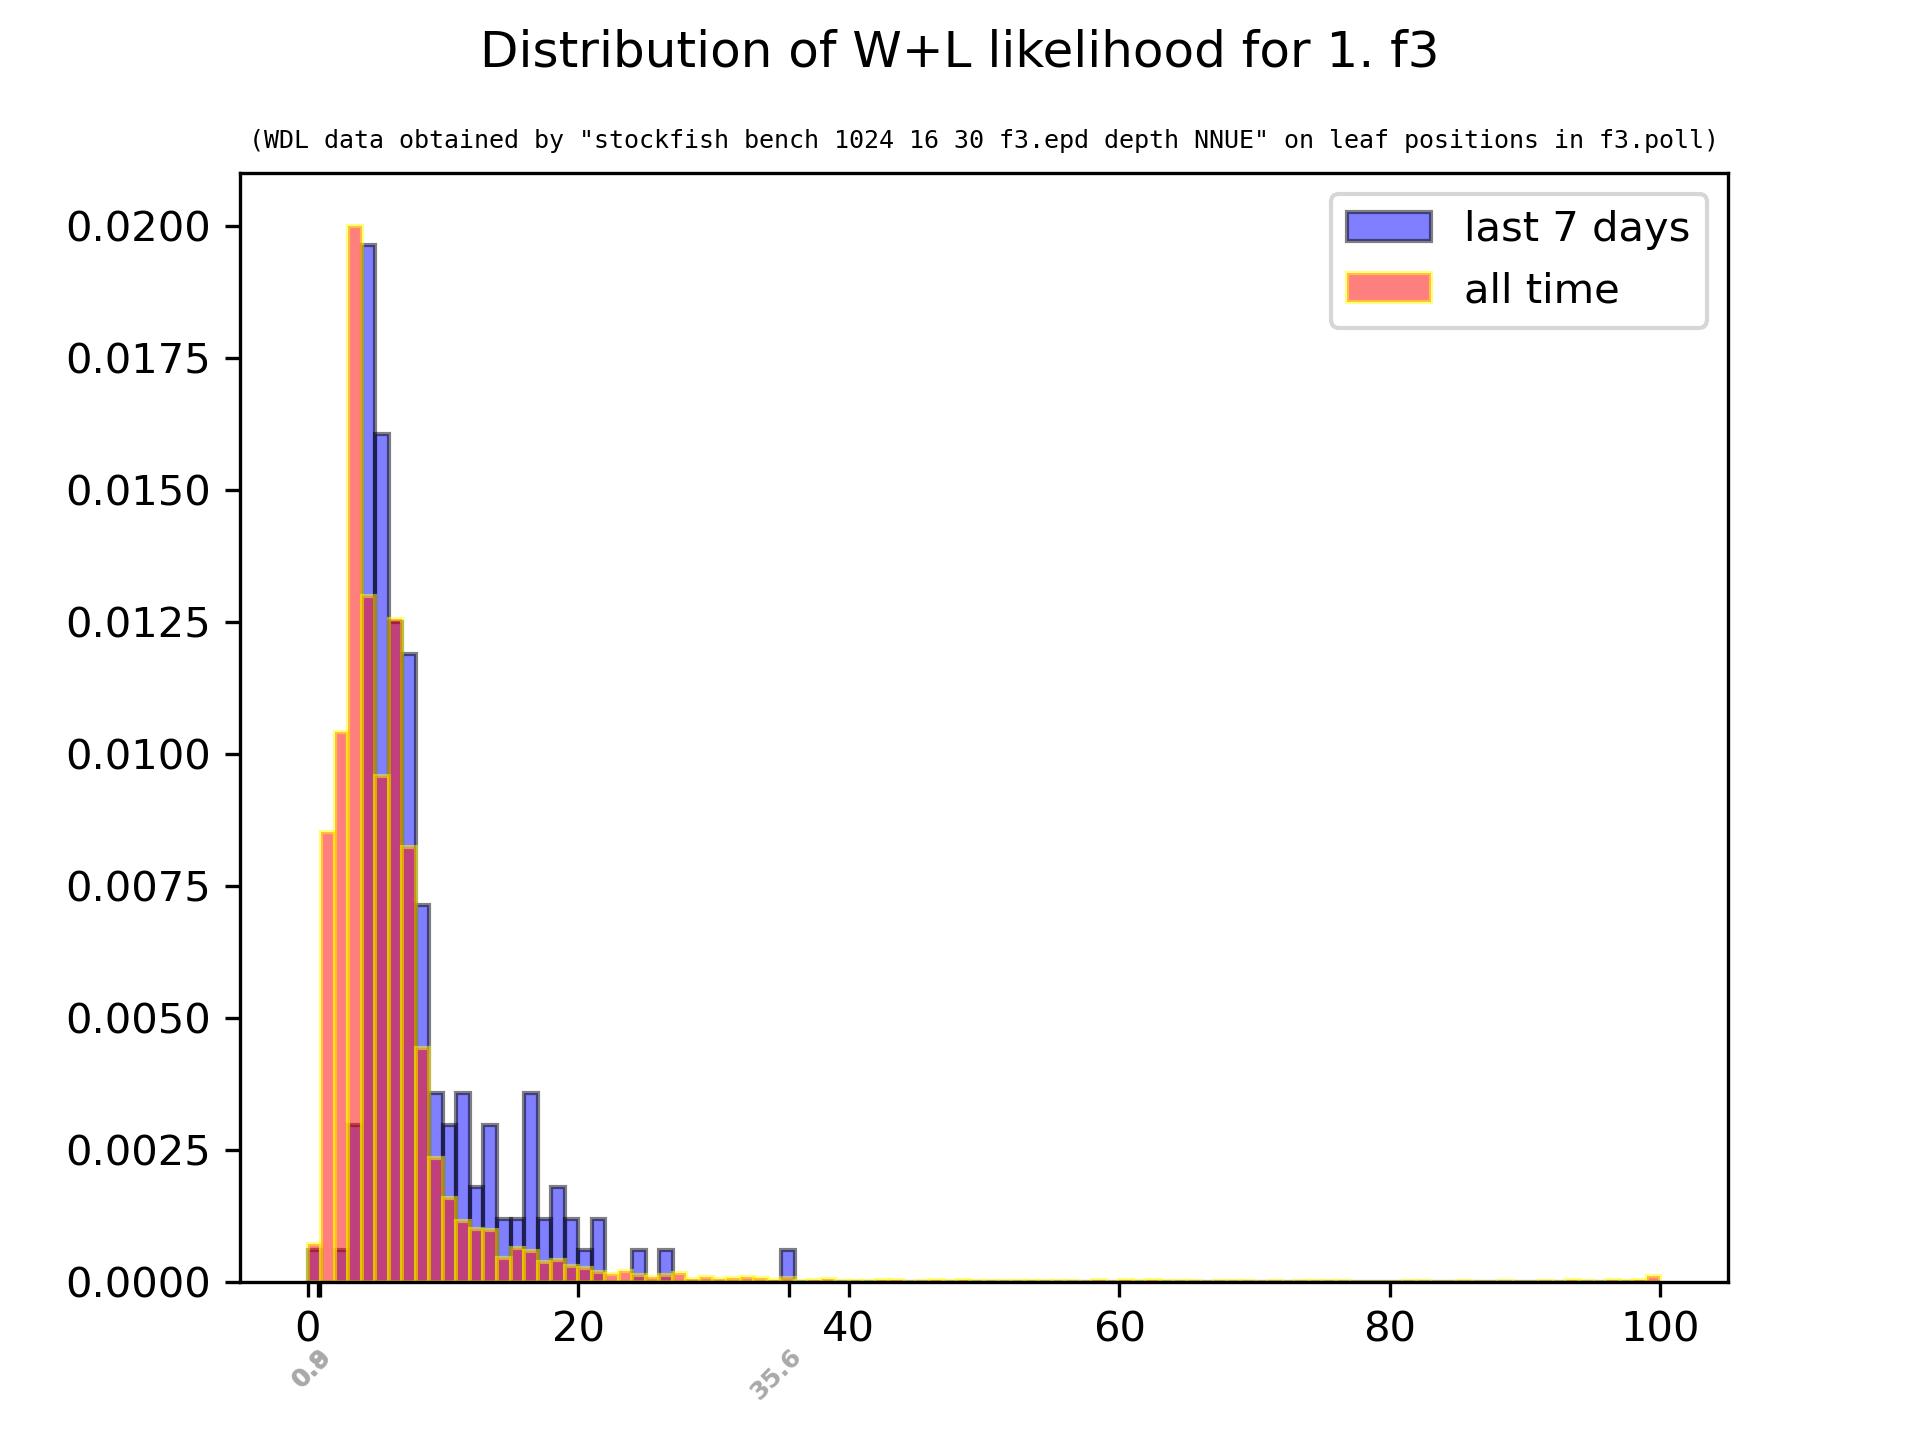 Distribution of W+L likelihood for 1. f3
(WDL data obtained by "stockfish bench 1024 16 30 f3.epd depth NNUE" on leaf positions in f3.poll)
last 7 days
all time
0.0200
0.0175
0.0150
0.0125
0.0100
0.0075
0.0050
0.0025
0.0000
0 20 40 60 80 100
35.6